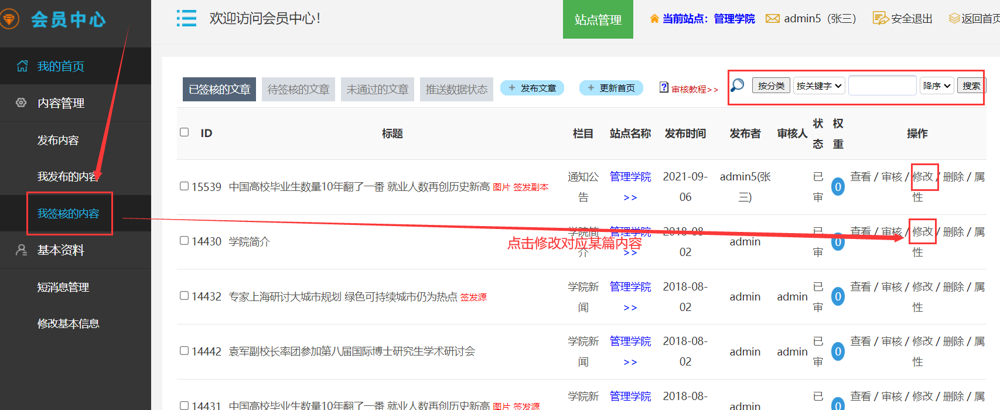 会员中心
欢迎访问会员中心！
站点管理
当前站点：管理学院
admin5（张三）
安全退出
返回首页
我的首页
内容管理
发布内容
我发布的内容
我签核的内容
基本资料
短消息管理
修改基本信息
已签核的文章 待签核的文章 未通过的文章 推送数据状态 + 发布文章 + 更新首页 审核教程>> 按分类 按关键字 降序 搜索
ID 标题 栏目 站点名称 发布时间 发布者 审核人 状态 权重 操作
15539 中国高校毕业生数量10年翻了一番 就业人数再创历史新高 图片 签发副本 通知公告 管理学院>> 2021-09-06 admin5(张三) 已审 0 查看 / 审核 / 修改 / 删除 / 属性
14430 学院简介 学院简介 管理学院>> 2018-08-02 admin 已审 0 查看 / 审核 / 修改 / 删除 / 属性
点击修改对应某篇内容
14432 专家上海研讨大城市规划 绿色可持续城市仍为热点 签发源 学院新闻 管理学院>> 2018-08-02 admin admin 已审 0 查看 / 审核 / 修改 / 删除 / 属性
14442 袁军副校长率团参加第八届国际博士研究生学术研讨会 学院新闻 管理学院>> 2018-08-02 admin admin 已审 0 查看 / 审核 / 修改 / 删除 / 属性
14431 中国高校毕业生数量10年翻了一番 就业人数再创历史新高 图片 签发源 学院新 管理学院 2018-08- admin 已 0 查看 / 审核 / 修改 / 删除 / 属